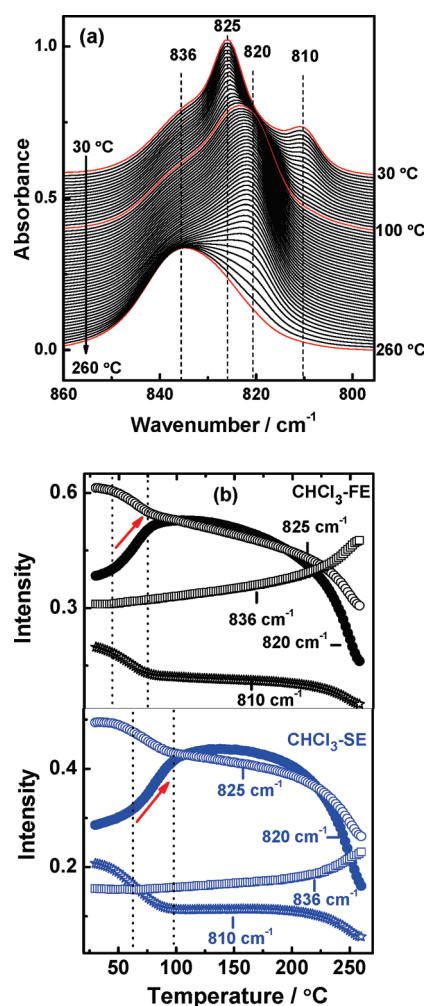 (a)
825
836
820
810
1.0
0.5
0.0
Absorbance
30 °C
260 °C
30 °C
100 °C
260 °C
860
840
820
800
Wavenumber / cm⁻¹
(b)
CHCl₃-FE
0.6
0.3
Intensity
825 cm⁻¹
836 cm⁻¹
820 cm⁻¹
810 cm⁻¹
CHCl₃-SE
0.4
0.2
Intensity
825 cm⁻¹
820 cm⁻¹
836 cm⁻¹
810 cm⁻¹
50
100
150
200
250
Temperature / °C